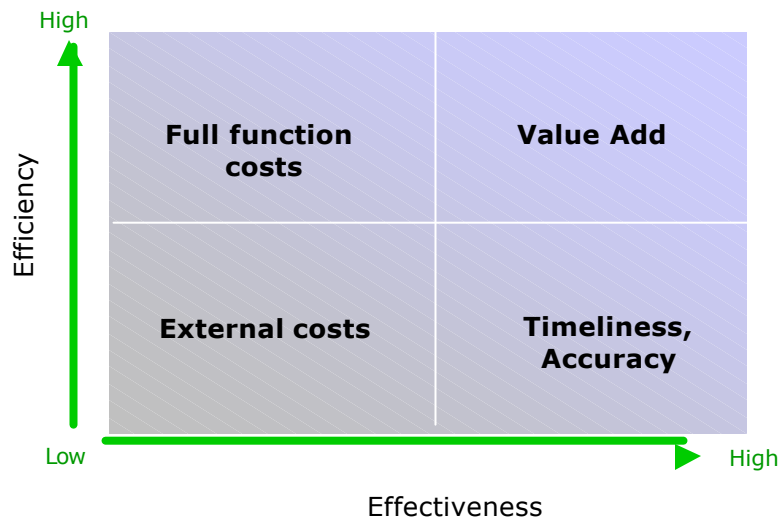 High
Efficiency
Full function
costs
Value Add
External costs
Timeliness,
Accuracy
Low
High
Effectiveness